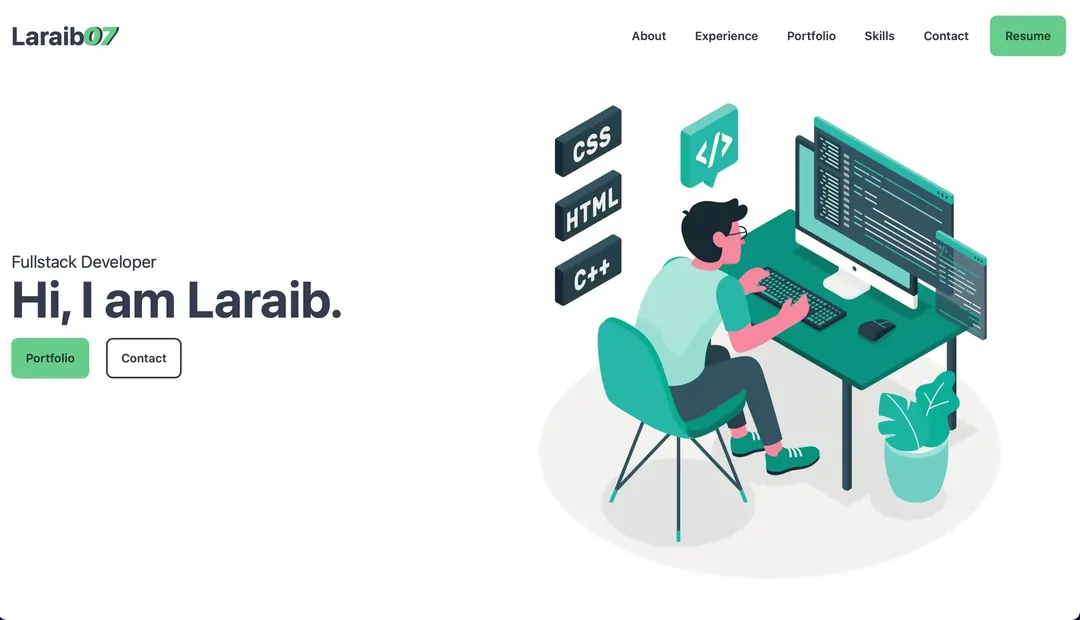 Laraib07
About Experience Portfolio Skills Contact Resume
CSS
</>
HTML
C++
Fullstack Developer
Hi, I am Laraib.
Portfolio Contact